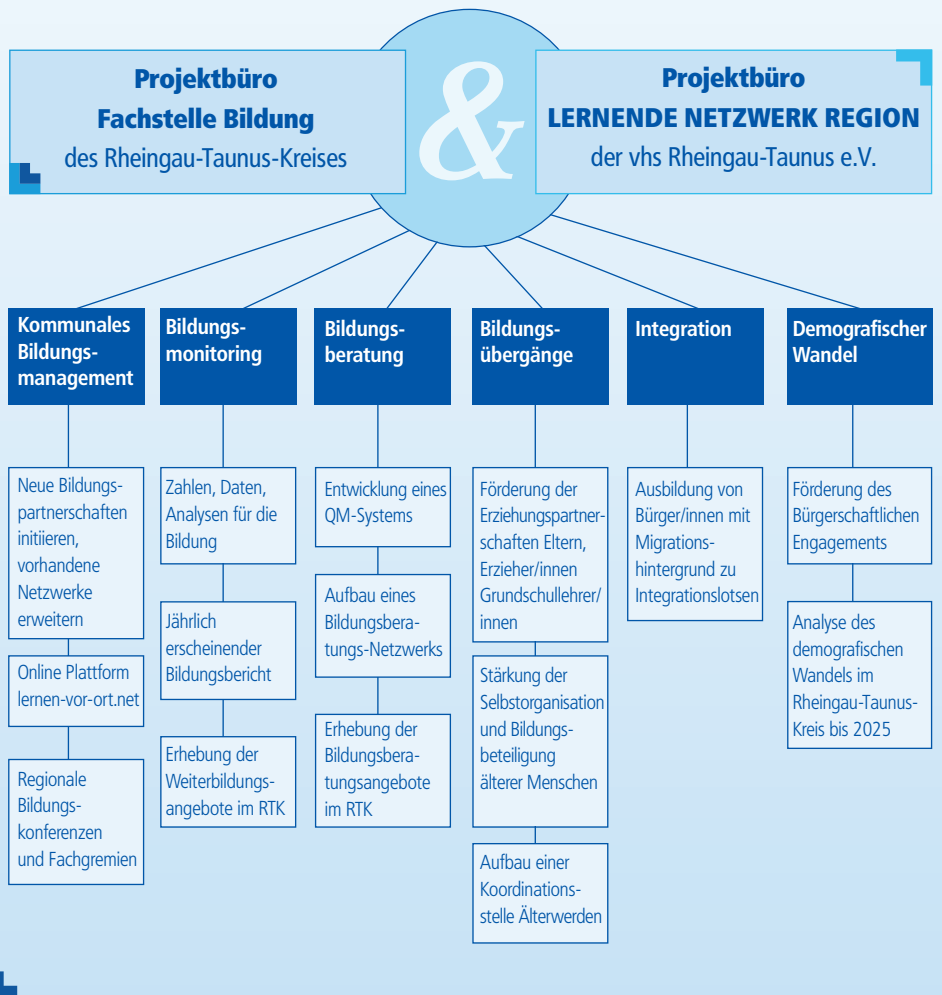 Projektbüro
Fachstelle Bildung
des Rheingau-Taunus-Kreises
&
Projektbüro
LERNENDE NETZWERK REGION
der vhs Rheingau-Taunus e.V.
Kommunales
Bildungs-
management
Neue Bildungs-
partnerschaften
initiieren,
vorhandene
Netzwerke
erweitern
Online Plattform
lernen-vor-ort.net
Regionale
Bildungs-
konferenzen
und Fachgremien
Bildungs-
monitoring
Zahlen, Daten,
Analysen für die
Bildung
Jährlich
erscheinender
Bildungsbericht
Erhebung der
Weiterbildungs-
angebote im RTK
Bildungs-
beratung
Entwicklung eines
QM-Systems
Aufbau eines
Bildungsbera-
tungs-Netzwerks
Erhebung der
Bildungsbera-
tungsangebote
im RTK
Bildungs-
übergänge
Förderung der
Erziehungspartner-
schaften Eltern,
Erzieher/innen
Grundschullehrer/
innen
Stärkung der
Selbstorganisation
und Bildungs-
beteiligung
älterer Menschen
Aufbau einer
Koordinations-
stelle Älterwerden
Integration
Ausbildung von
Bürger/innen mit
Migrations-
hintergrund zu
Integrationslotsen
Demografischer
Wandel
Förderung des
Bürgerschaftlichen
Engagements
Analyse des
demografischen
Wandels im
Rheingau-Taunus-
Kreis bis 2025